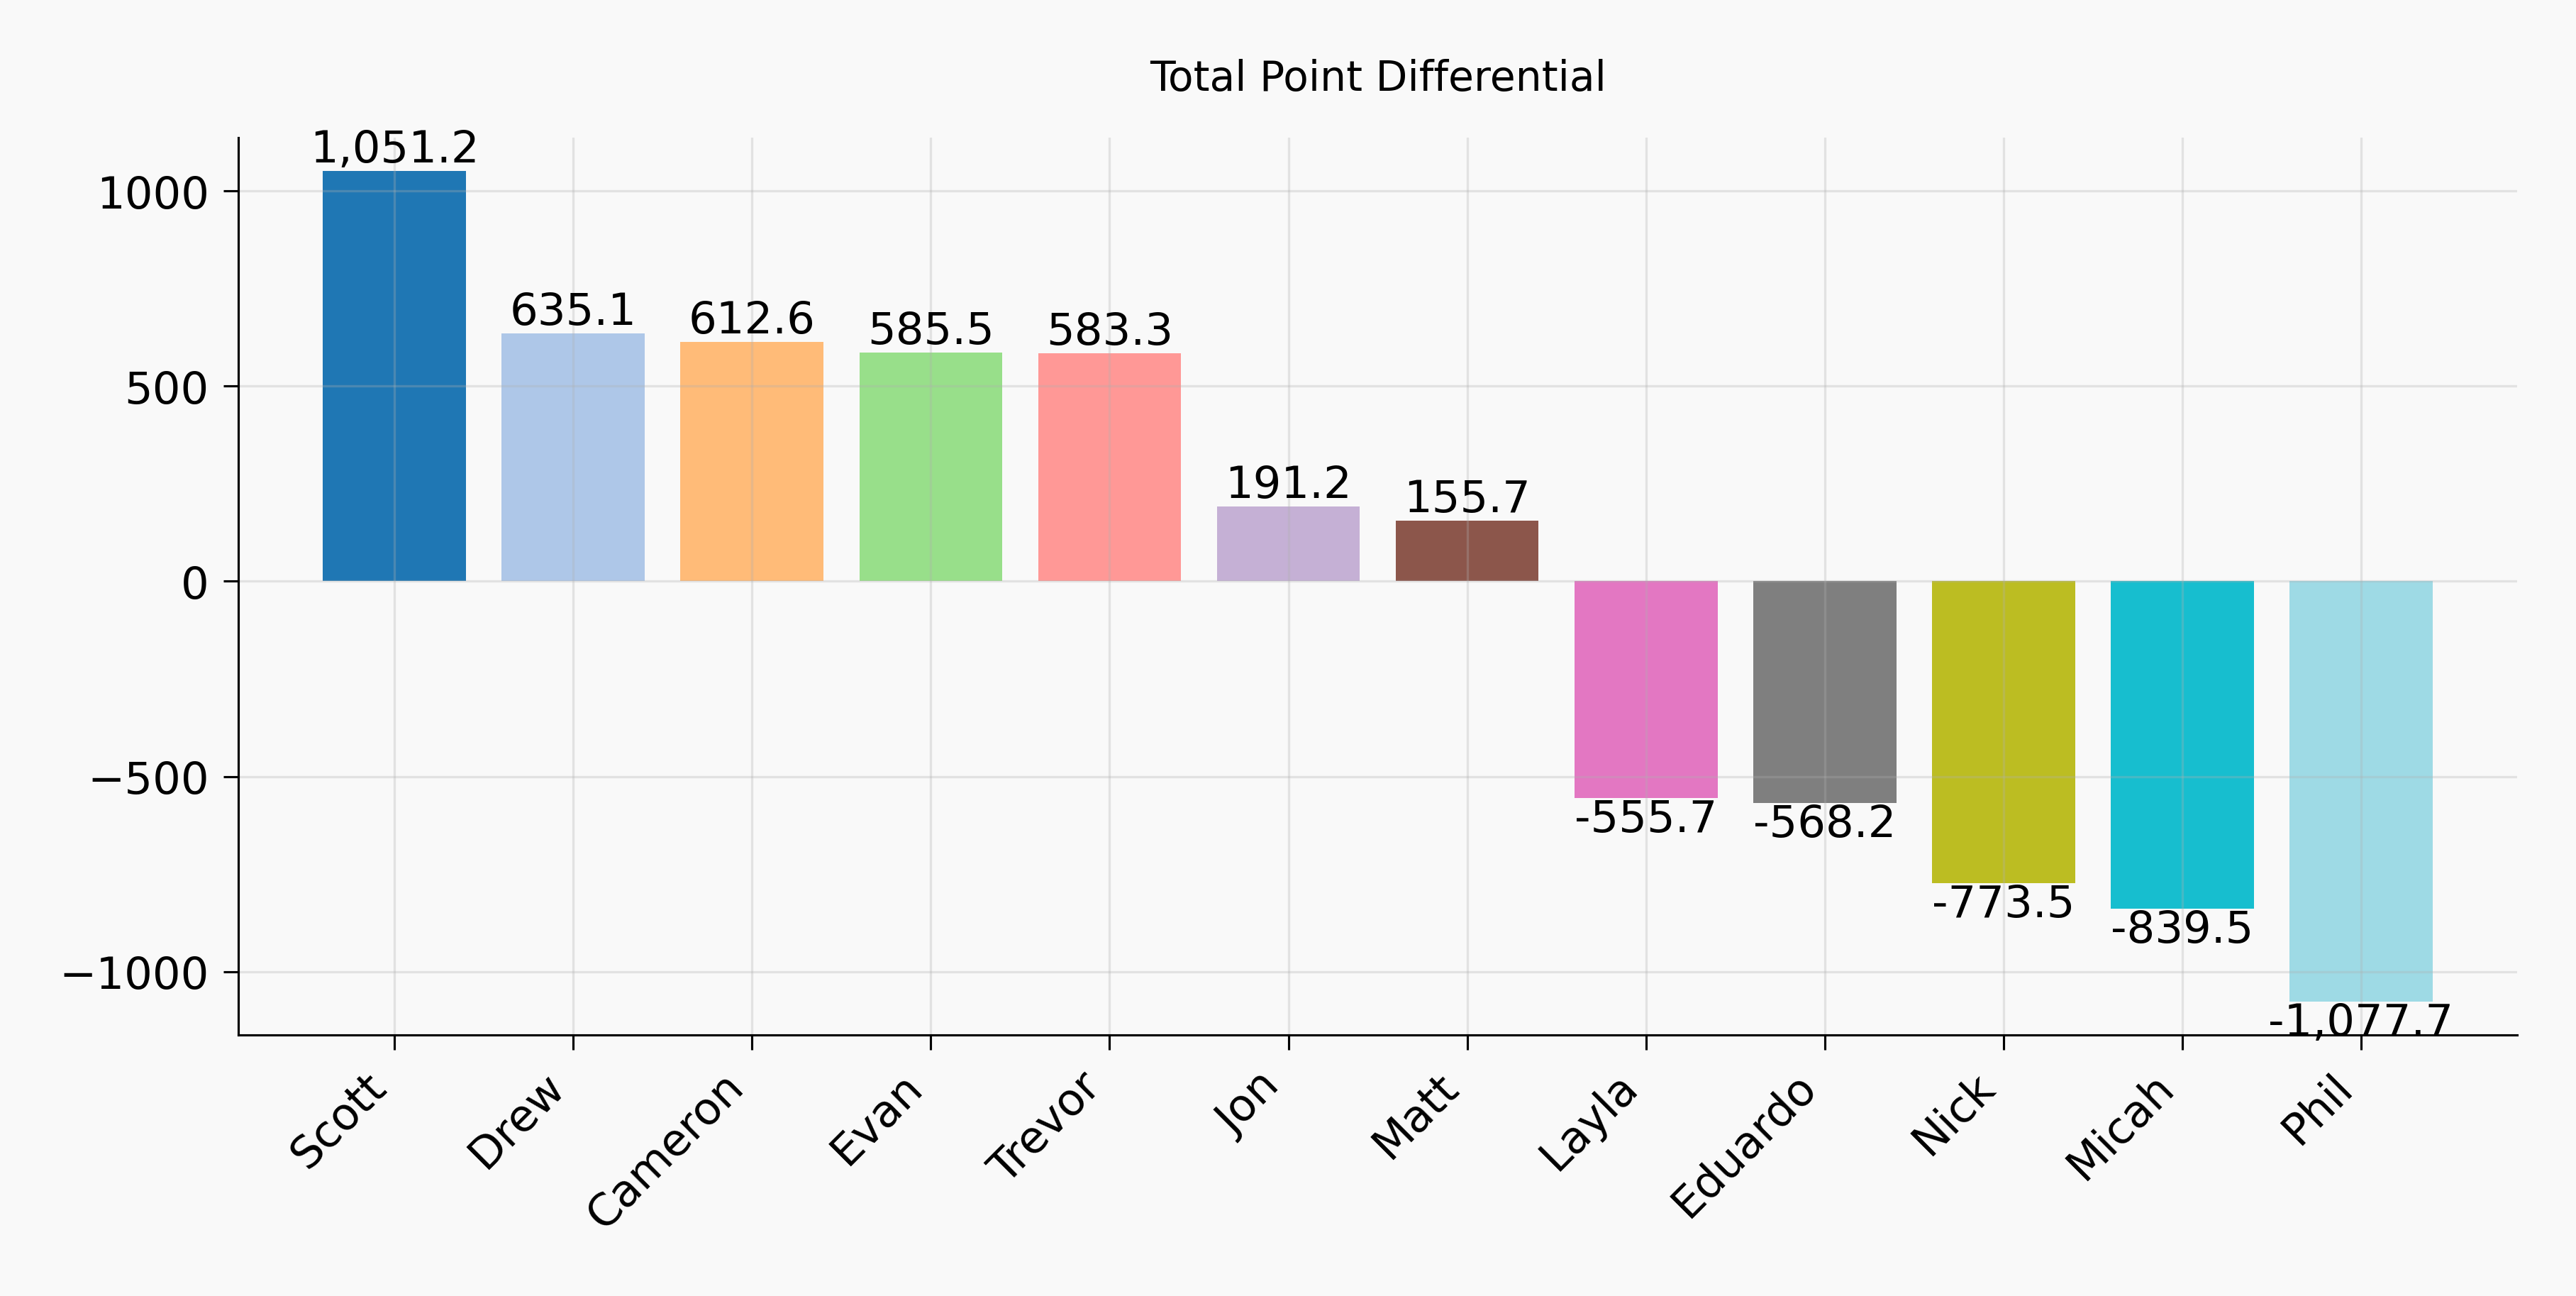 Total Point Differential
1,051.2
635.1
612.6
585.5
583.3
191.2
155.7
-555.7
-568.2
-773.5
-839.5
-1,077.7
1000
500
0
−500
−1000
Scott
Drew
Cameron
Evan
Trevor
Jon
Matt
Layla
Eduardo
Nick
Micah
Phil